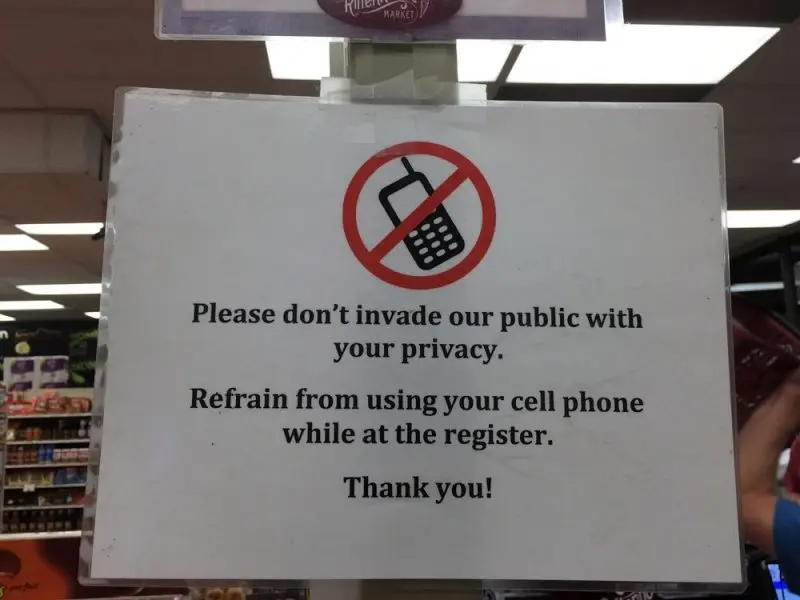 MARKET
Please don't invade our public with
your privacy.
Refrain from using your cell phone
while at the register.
Thank you!